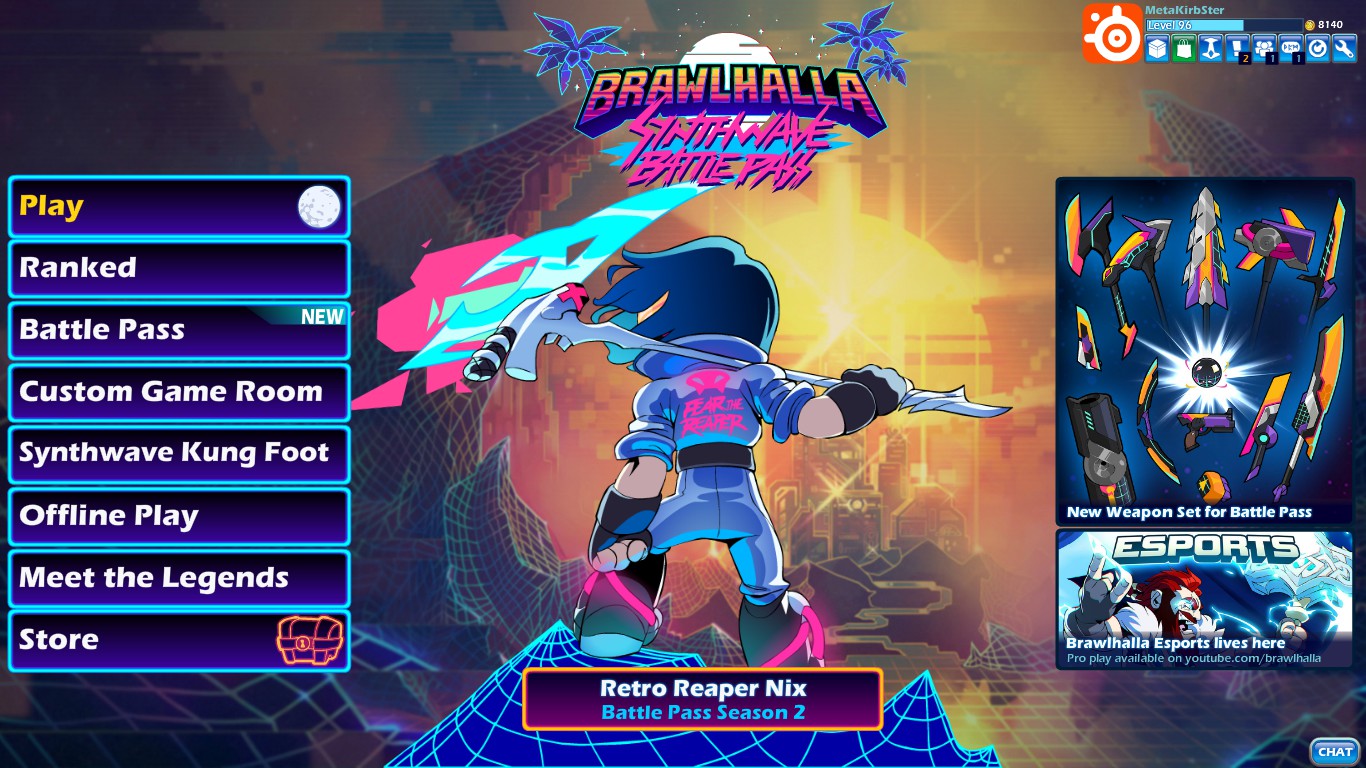 MetaKirbSter
Level 96
8140
2
1
1
BRAWLHALLA
SYNTHWAVE
BATTLE PASS
Play
Ranked
NEW
Battle Pass
Custom Game Room
Synthwave Kung Foot
Offline Play
Meet the Legends
Store
1
FEAR THE
REAPER
New Weapon Set for Battle Pass
ESPORTS
Brawlhalla Esports lives here
Pro play available on youtube.com/brawlhalla
Retro Reaper Nix
Battle Pass Season 2
CHAT